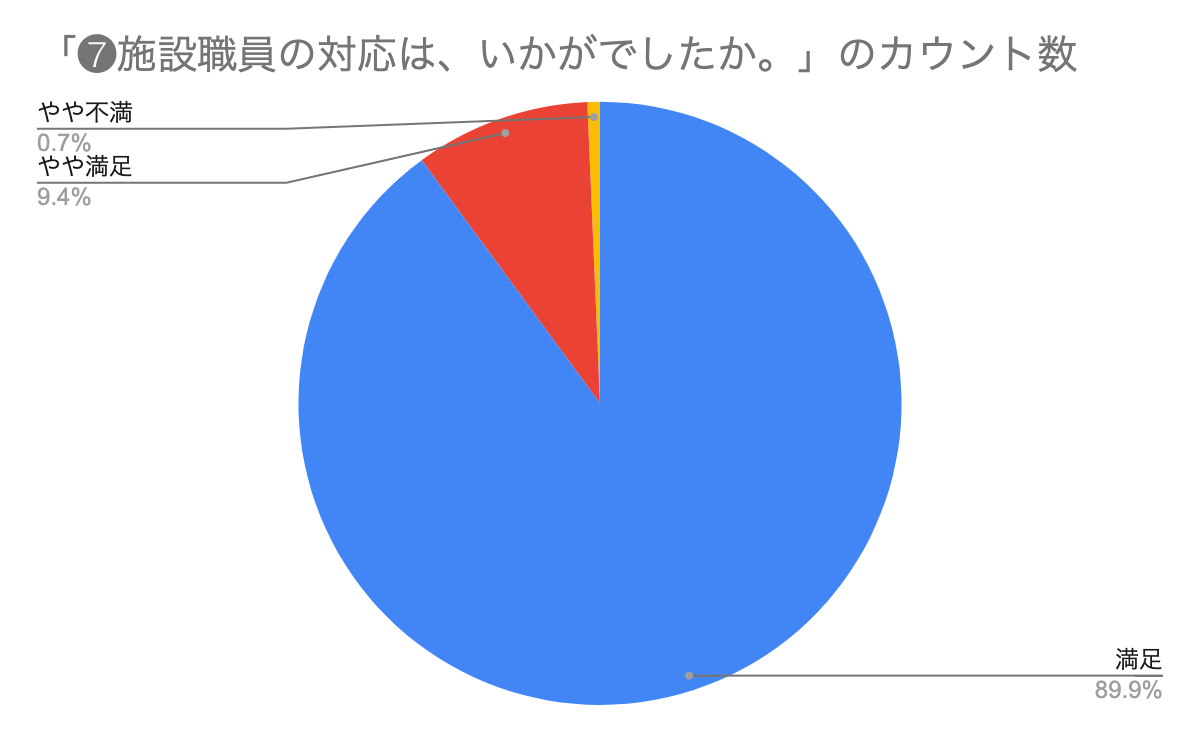 「❼施設職員の対応は、いかがでしたか。」のカウント数
やや不満
0.7%
やや満足
9.4%
満足
89.9%